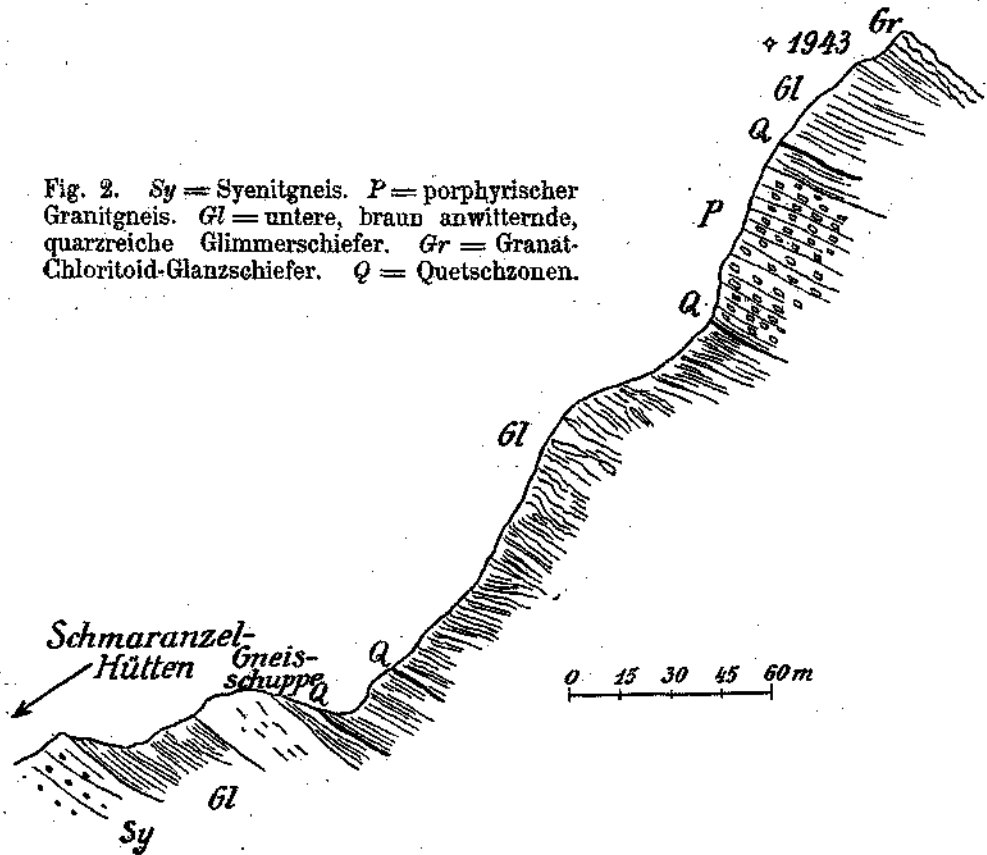 Gr
⟡ 1943
Gl
Q
Fig. 2. Sy = Syenitgneis. P = porphyrischer
Granitgneis. Gl = untere, braun anwitternde,
quarzreiche Glimmerschiefer. Gr = Granat-
Chloritoid-Glanzschiefer. Q = Quetschzonen.
P
Q
Gl
Schmaranzel-
Hütten
Gneis-
schuppe
Q
Q
0 15 30 45 60 m
Gl
Sy